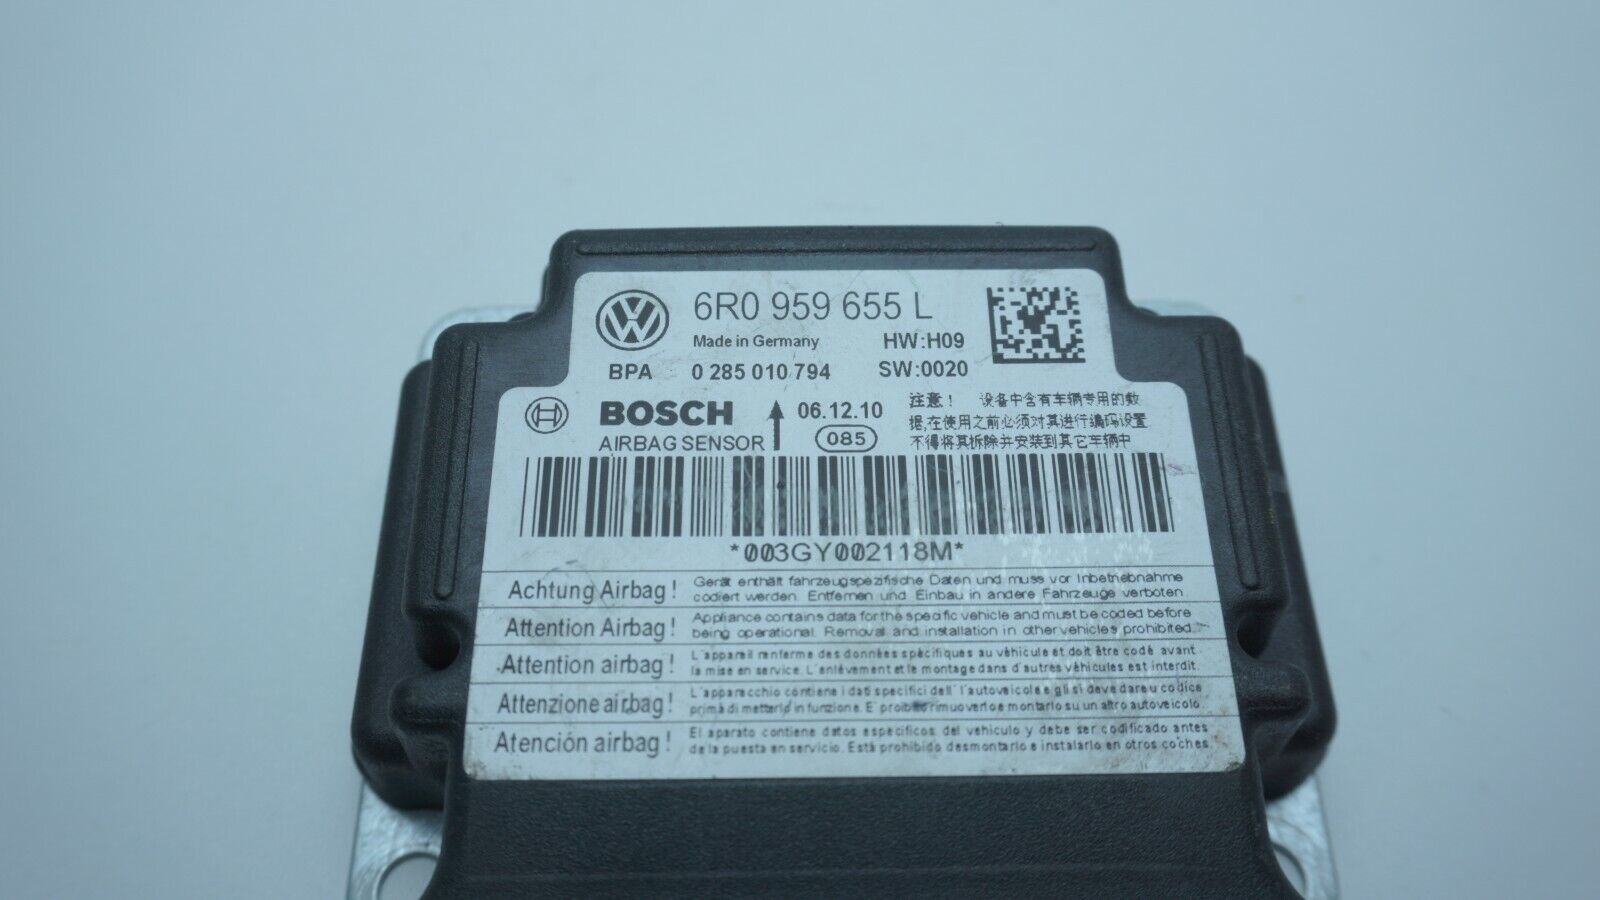 6R0 959 655 L
Made in Germany HW:H09
BPA 0 285 010 794 SW:0020
BOSCH 06.12.10
AIRBAG SENSOR 085
注意！ 设备中含有车辆专用的数
据,在使用之前必须对其进行编码设置
不得将其拆除并安装到其它车辆中
*003GY002118M*
Achtung Airbag! Gerät enthält fahrzeugspezifische Daten und muss vor Inbetriebnahme
codiert werden. Entfernen und Einbau in andere Fahrzeuge verboten.
Attention Airbag! Appliance contains data for the specific vehicle and must be coded before
being operational. Removal and installation in other vehicles prohibited.
Attention airbag! L'appareil renferme des données spécifiques au véhicule et doit être codé avant
la mise en service. L'enlèvement et le montage dans d'autres véhicules est interdit.
Attenzione airbag! L'apparecchio contiene i dati specifici dell'l'autoveicolo e gli si deve dare u codice
prima di metterlo in funzione. E' proibito rimuoverlo e montarlo su un altro autoveicolo.
Atención airbag! El aparato contiene datos especificos del vehiculo y debe ser codificado antes
de la puesta en servicio. Está prohibido desmontarlo e instalarlo en otros coches.